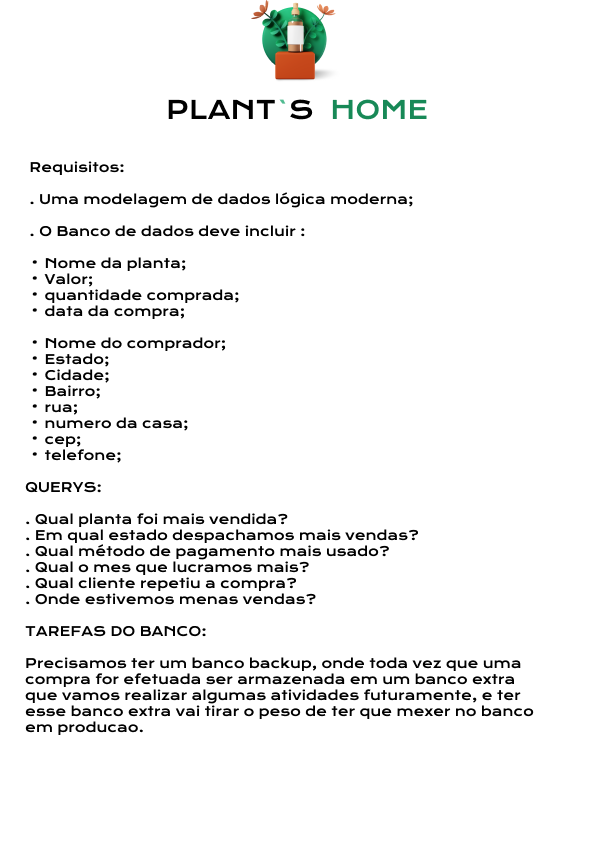 PLANT`S HOME
Requisitos:
. Uma modelagem de dados lógica moderna;
. O Banco de dados deve incluir :
• Nome da planta;
• Valor;
• quantidade comprada;
• data da compra;
• Nome do comprador;
• Estado;
• Cidade;
• Bairro;
• rua;
• numero da casa;
• cep;
• telefone;
QUERYS:
. Qual planta foi mais vendida?
. Em qual estado despachamos mais vendas?
. Qual método de pagamento mais usado?
. Qual o mes que lucramos mais?
. Qual cliente repetiu a compra?
. Onde estivemos menas vendas?
TAREFAS DO BANCO:
Precisamos ter um banco backup, onde toda vez que uma
compra for efetuada ser armazenada em um banco extra
que vamos realizar algumas atividades futuramente, e ter
esse banco extra vai tirar o peso de ter que mexer no banco
em producao.